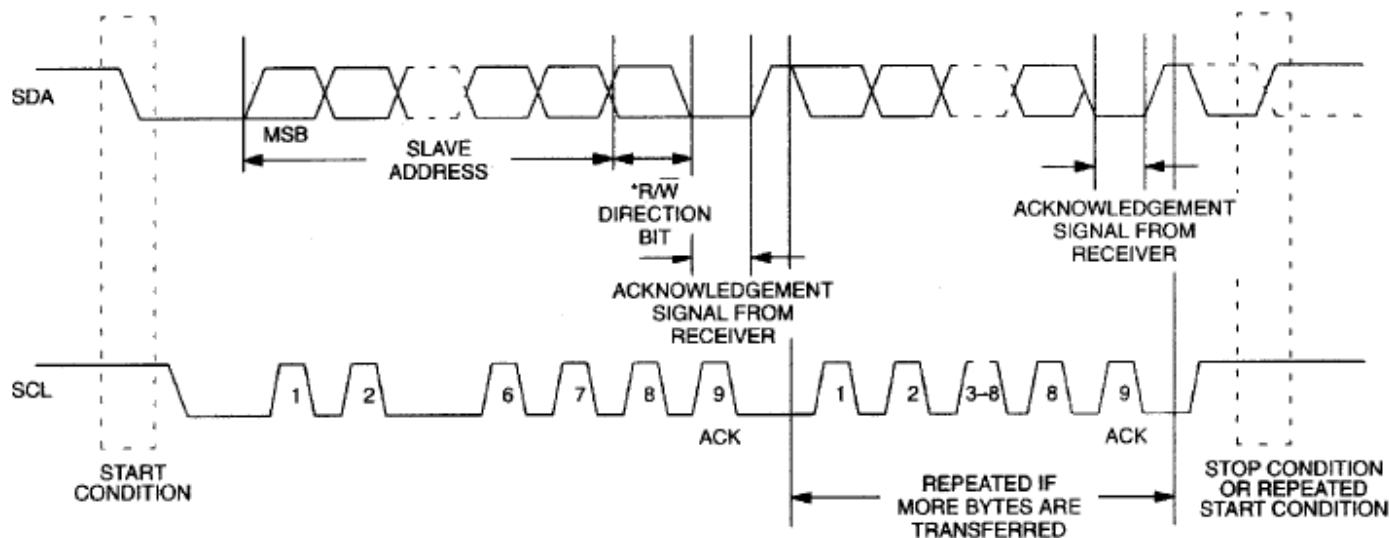 SDA
MSB
SLAVE
ADDRESS
*R/W̅
DIRECTION
BIT
ACKNOWLEDGEMENT
SIGNAL FROM
RECEIVER
ACKNOWLEDGEMENT
SIGNAL FROM
RECEIVER
SCL
1 2 6 7 8 9 1 2 3–8 8 9
ACK ACK
START
CONDITION
REPEATED IF
MORE BYTES ARE
TRANSFERRED
STOP CONDITION
OR REPEATED
START CONDITION